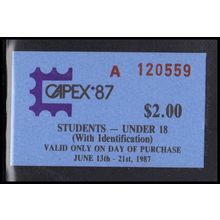 A 120559
CAPEX '87
$2.00
STUDENTS — UNDER 18
(With Identification)
VALID ONLY ON DAY OF PURCHASE
JUNE 13th - 21st, 1987